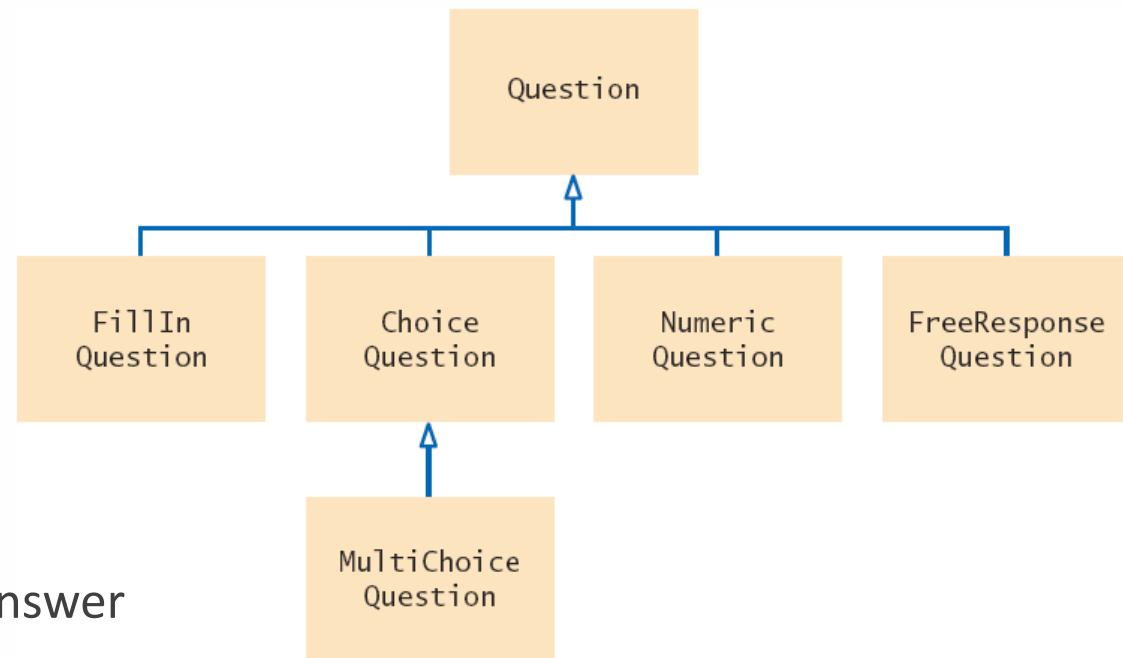 Question
FillIn
Question
Choice
Question
Numeric
Question
FreeResponse
Question
MultiChoice
Question
nswer